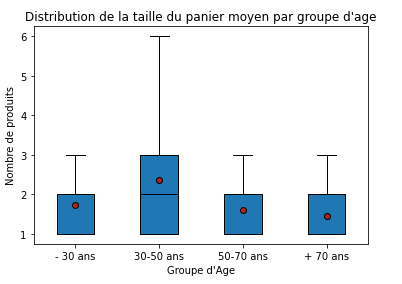 Distribution de la taille du panier moyen par groupe d'age
Nombre de produits
6
5
4
3
2
1
- 30 ans
30-50 ans
50-70 ans
+ 70 ans
Groupe d'Age